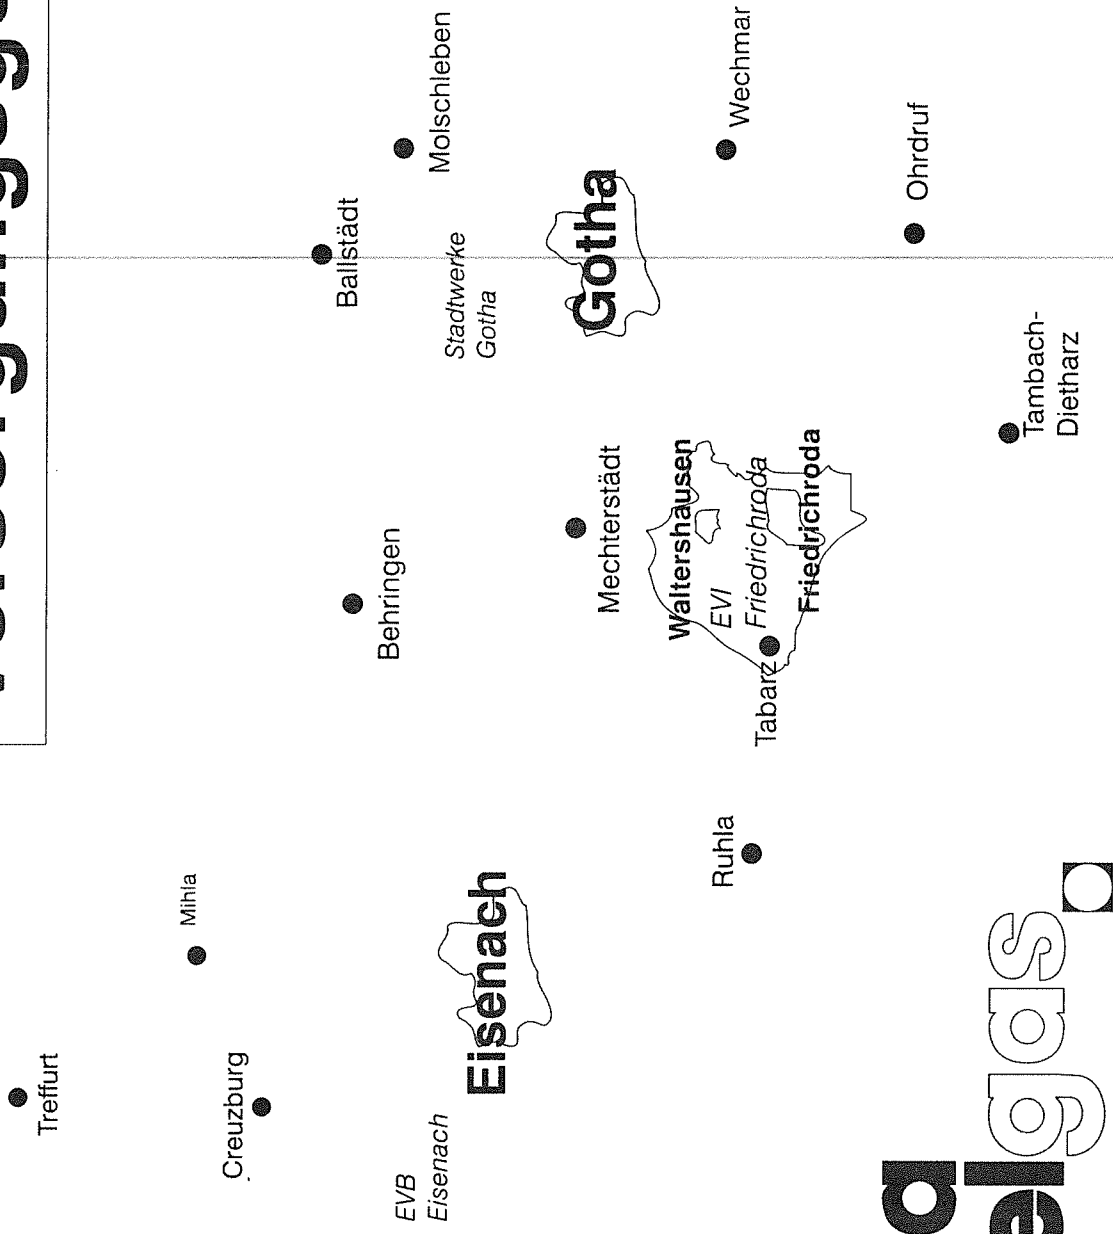 Treffurt
Mihla
Creuzburg
EVB
Eisenach
Eisenach
Behringen
Ballstädt
Molschleben
Stadtwerke
Gotha
Gotha
Mechterstädt
Waltershausen
EVI
Friedrichroda
Friedrichroda
Tabarz
Ruhla
Wechmar
Ohrdruf
Tambach-
Dietharz
a
elgas